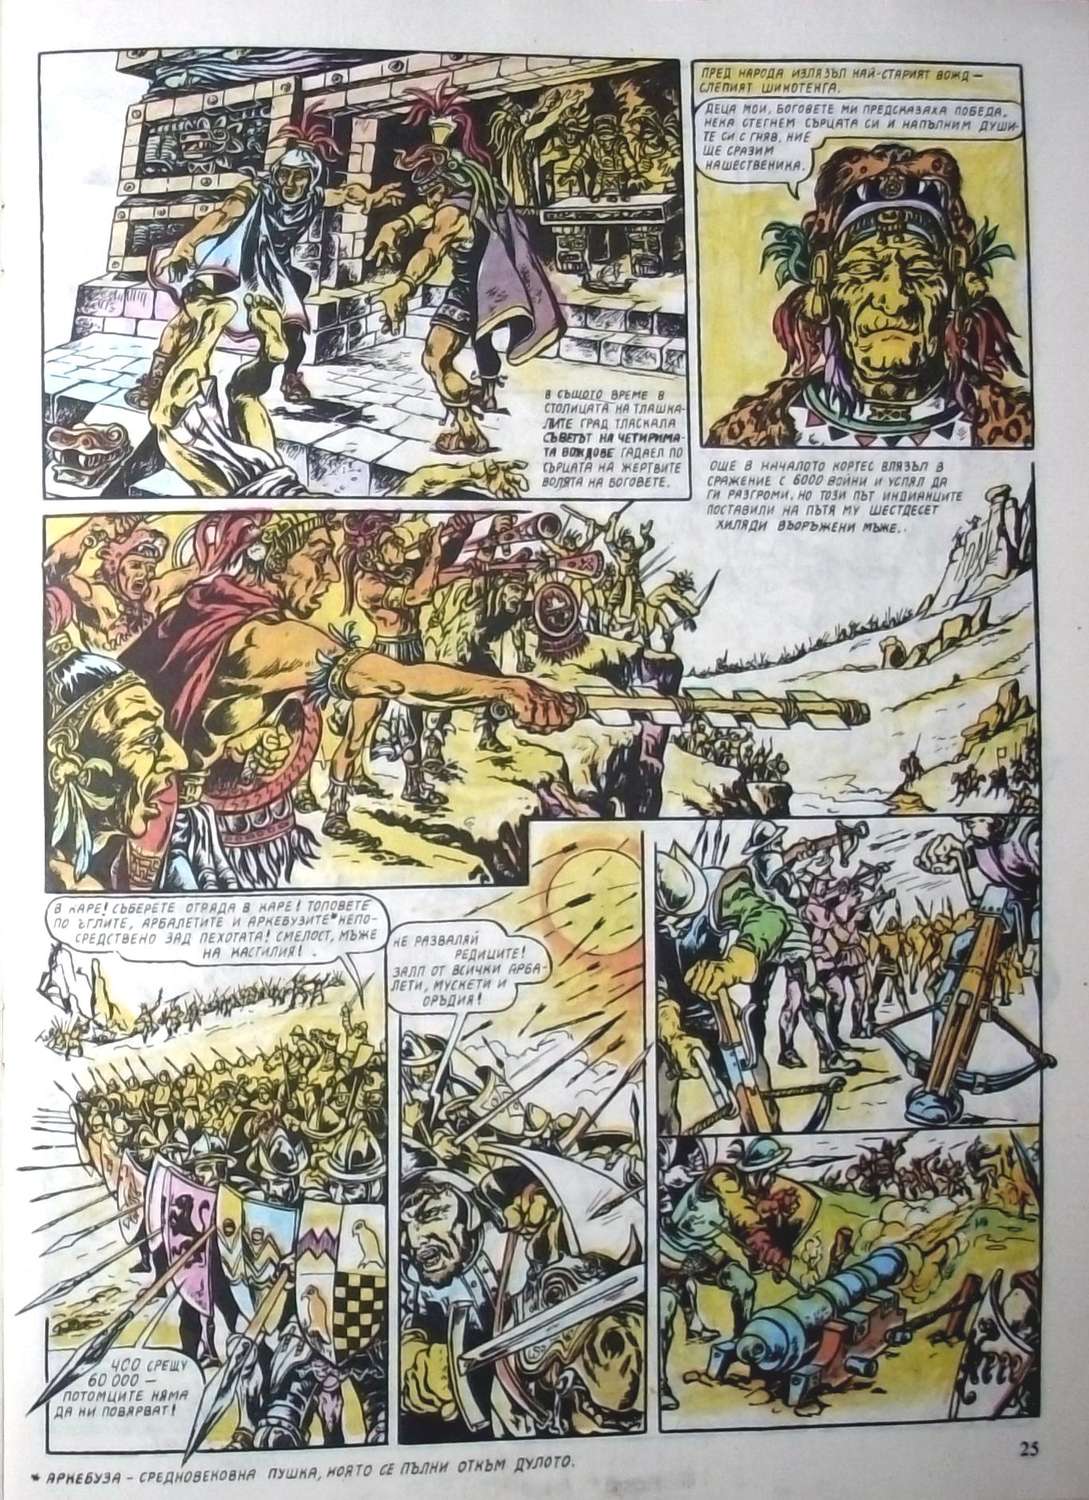 В СЪЩОТО ВРЕМЕ В
СТОЛИЦАТА НА ТЛАШКА-
ЛИТЕ ГРАД ТЛАСКАЛА
СЪВЕТЪТ НА ЧЕТИРИМА-
ТА ВОЖДОВЕ ГАДАЕЛ ПО
СЪРЦАТА НА ЖЕРТВИТЕ
ВОЛЯТА НА БОГОВЕТЕ.
ПРЕД НАРОДА ИЗЛЯЗЪЛ НАЙ-СТАРИЯТ ВОЖД –
СЛЕПИЯТ ШИКОТЕНГА.
ДЕЦА МОИ, БОГОВЕТЕ МИ ПРЕДСКАЗАХА ПОБЕДА.
НЕКА СТЕГНЕМ СЪРЦАТА СИ И НАПЪЛНИМ ДУШИ-
ТЕ СИ С ГНЯВ, НИЕ
ЩЕ СРАЗИМ
НАШЕСТВЕНИКА.
ОЩЕ В НАЧАЛОТО КОРТЕС ВЛЯЗЪЛ В
СРАЖЕНИЕ С 6000 ВОЙНИ И УСПЯЛ ДА
ГИ РАЗГРОМИ. НО ТОЗИ ПЪТ ИНДИАНЦИТЕ
ПОСТАВИЛИ НА ПЪТЯ МУ ШЕСТДЕСЕТ
ХИЛЯДИ ВЪОРЪЖЕНИ МЪЖЕ..
В КАРЕ! СЪБЕРЕТЕ ОТРЯДА В КАРЕ! ТОПОВЕТЕ
ПО ЪГЛИТЕ, АРБАЛЕТИТЕ И АРКЕБУЗИТЕ* НЕПО-
СРЕДСТВЕНО ЗАД ПЕХОТАТА! СМЕЛОСТ, МЪЖЕ
НА КАСТИЛИЯ!
НЕ РАЗВАЛЯЙ
РЕДИЦИТЕ!
ЗАЛП ОТ ВСИЧКИ АРБА-
ЛЕТИ, МУСКЕТИ И
ОРЪДИЯ!
400 СРЕЩУ
60 000 –
ПОТОМЦИТЕ НЯМА
ДА НИ ПОВЯРВАТ!
25
* АРКЕБУЗА – СРЕДНОВЕКОВНА ПУШКА, КОЯТО СЕ ПЪЛНИ ОТКЪМ ДУЛОТО.